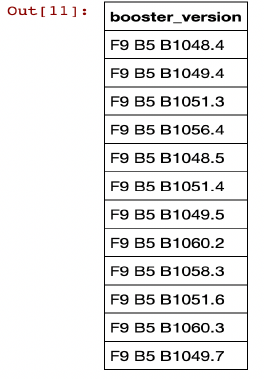 Out[11]:
booster_version
F9 B5 B1048.4
F9 B5 B1049.4
F9 B5 B1051.3
F9 B5 B1056.4
F9 B5 B1048.5
F9 B5 B1051.4
F9 B5 B1049.5
F9 B5 B1060.2
F9 B5 B1058.3
F9 B5 B1051.6
F9 B5 B1060.3
F9 B5 B1049.7